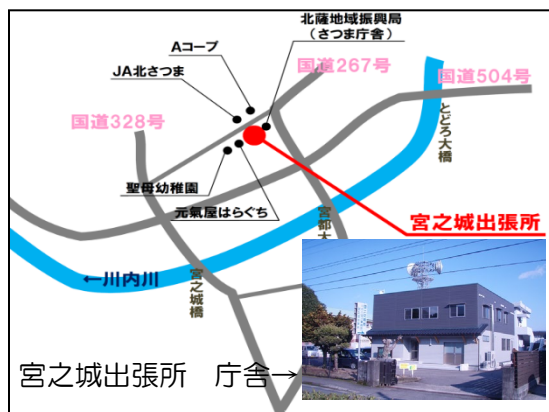 北薩地域振興局
（さつま庁舎）
Aコープ
JA北さつま
国道267号
国道504号
国道328号
とどろ大橋
聖母幼稚園
元氣屋はらぐち
宮之城出張所
宮都大
←川内川
宮之城橋
宮之城出張所　庁舎→